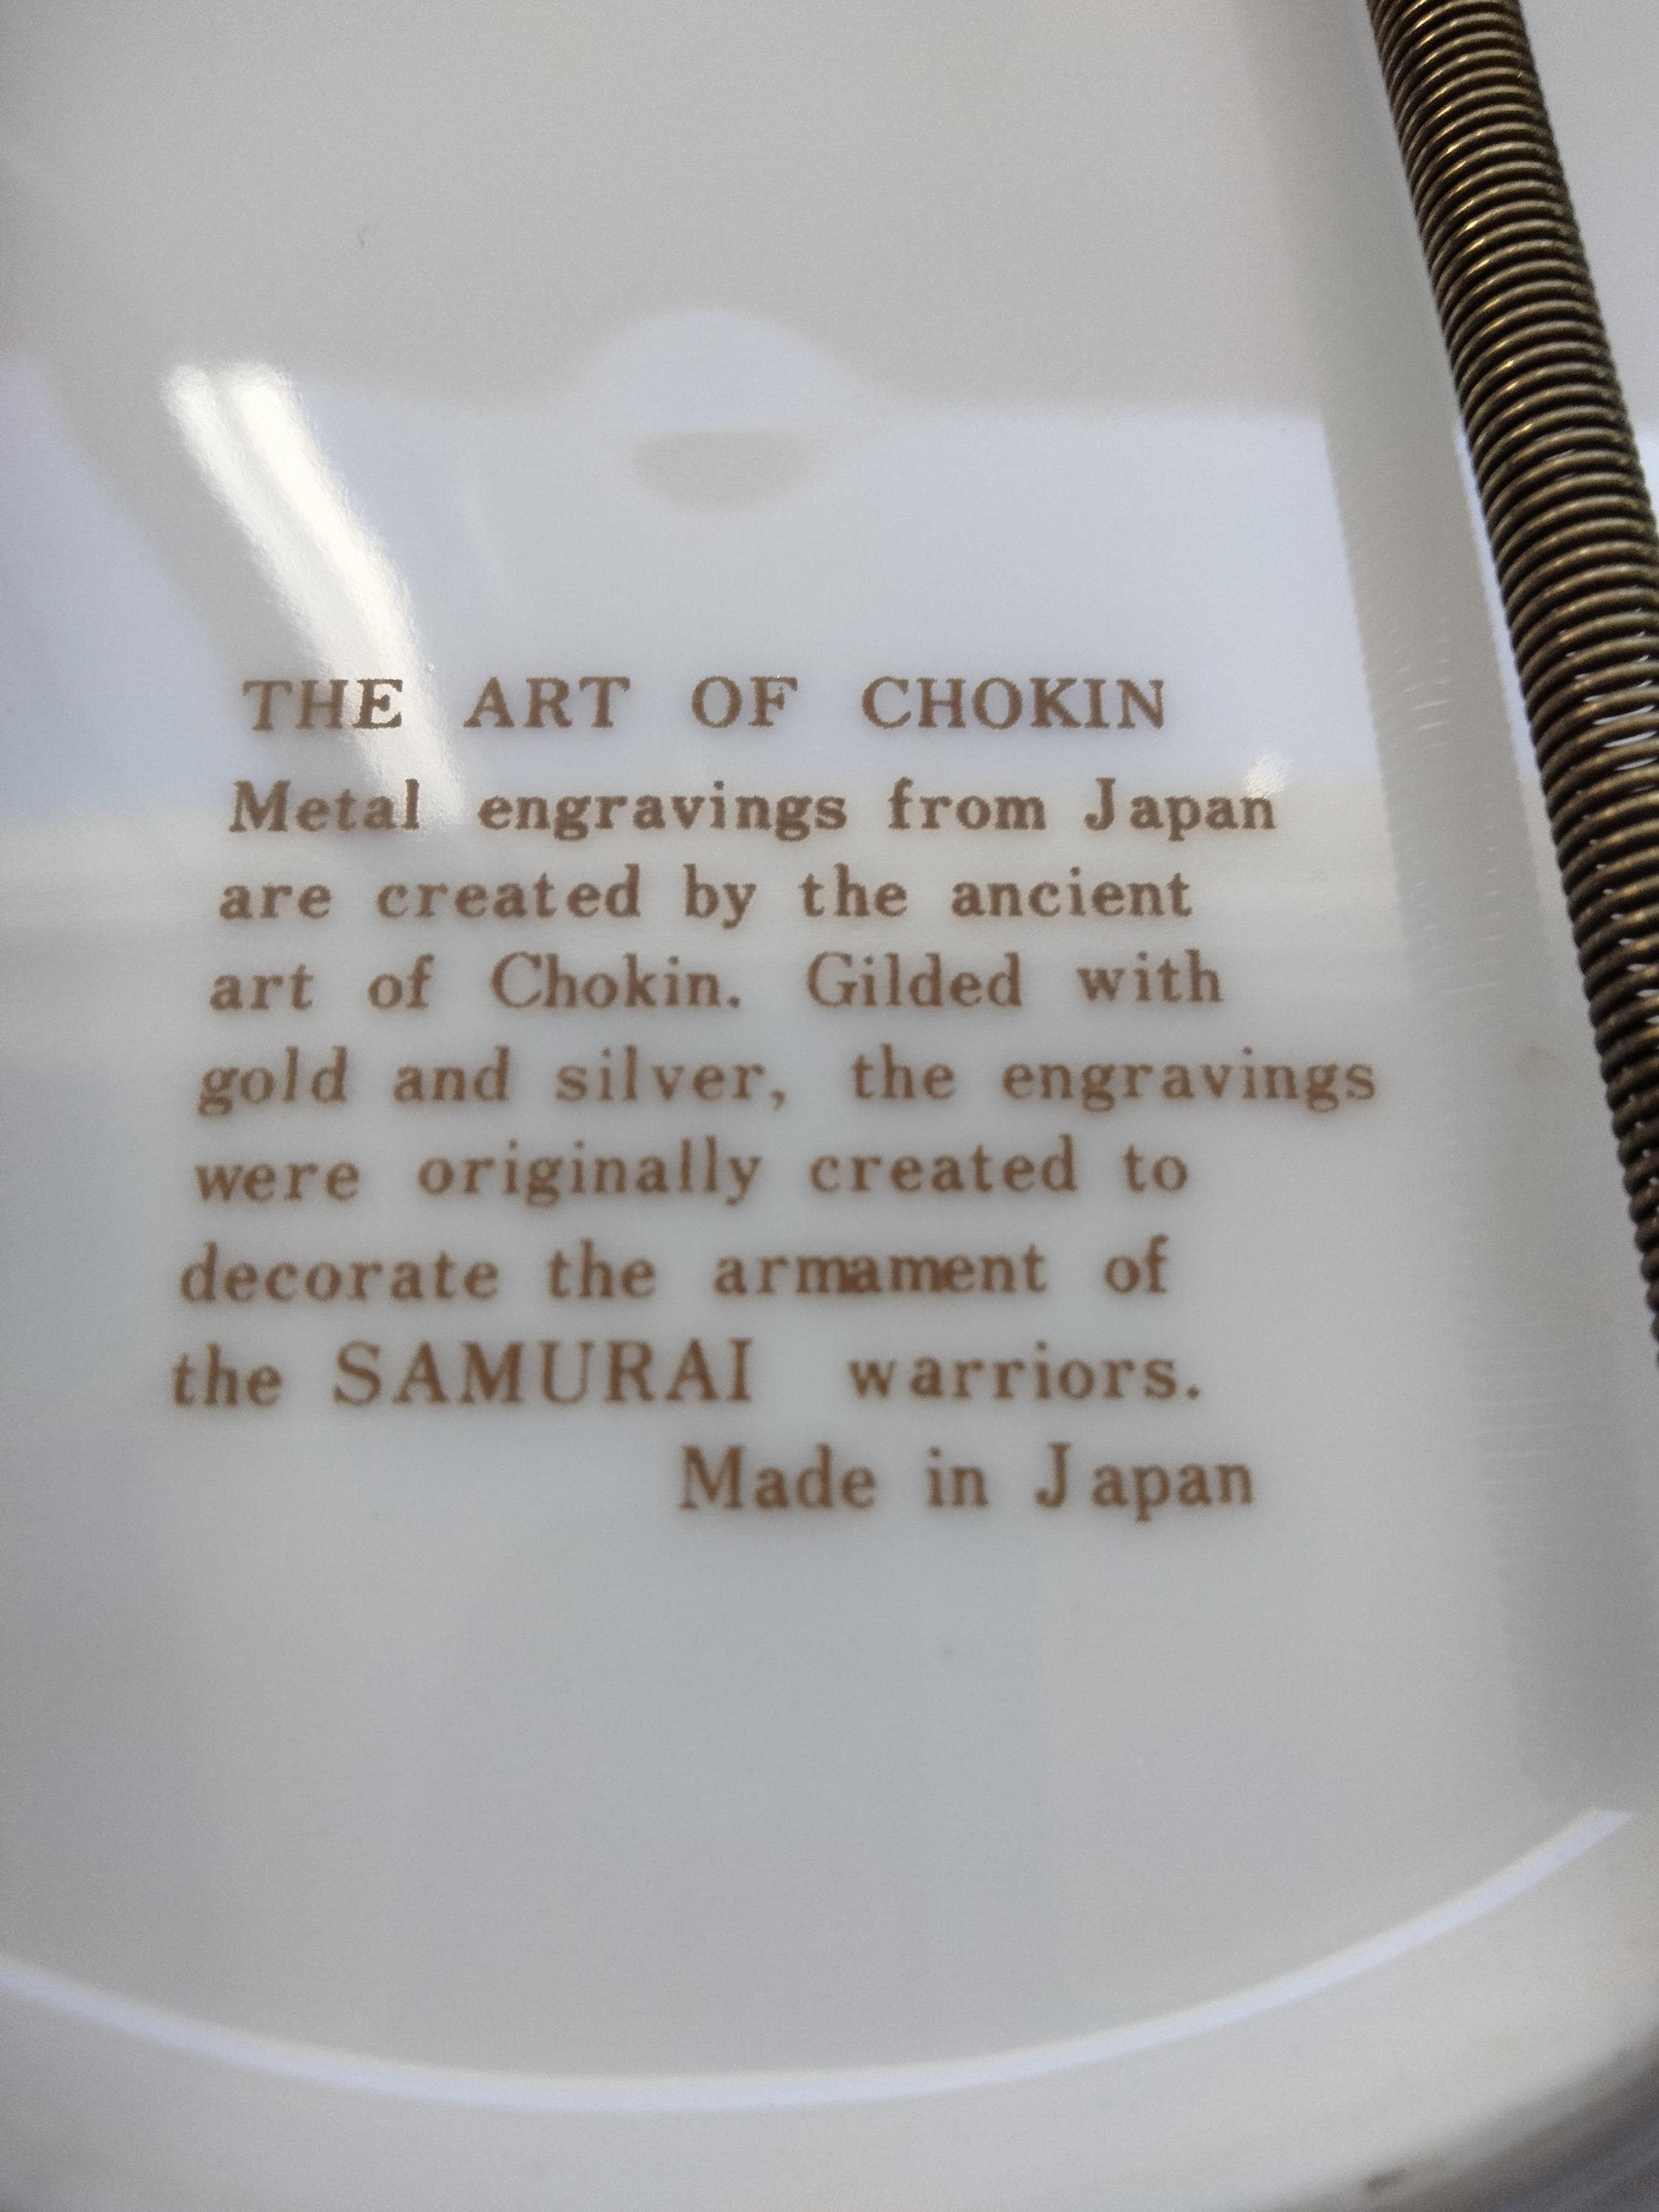 THE ART OF CHOKIN
Metal engravings from Japan
are created by the ancient
art of Chokin. Gilded with
gold and silver, the engravings
were originally created to
decorate the armament of
the SAMURAI warriors.
Made in Japan